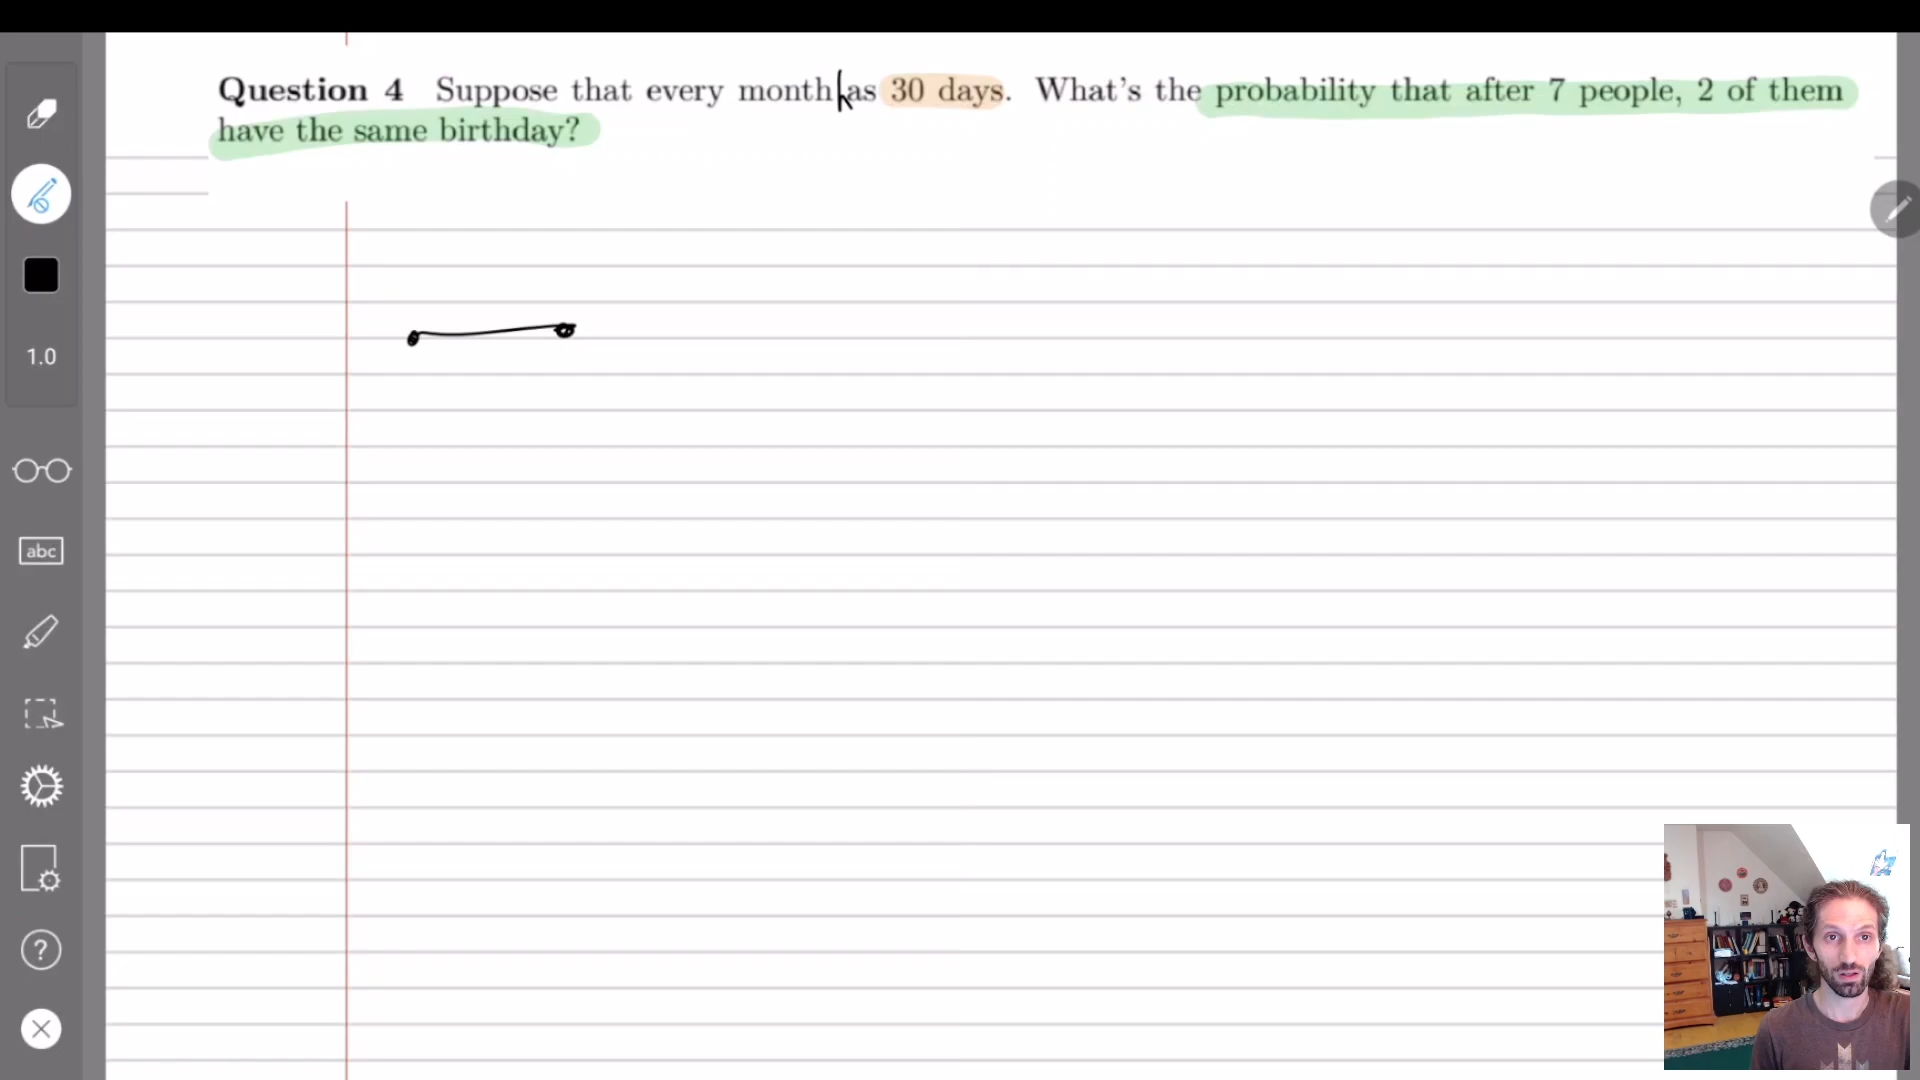 Question 4 Suppose that every month has 30 days. What's the probability that after 7 people, 2 of them
have the same birthday?
1.0
abc
?